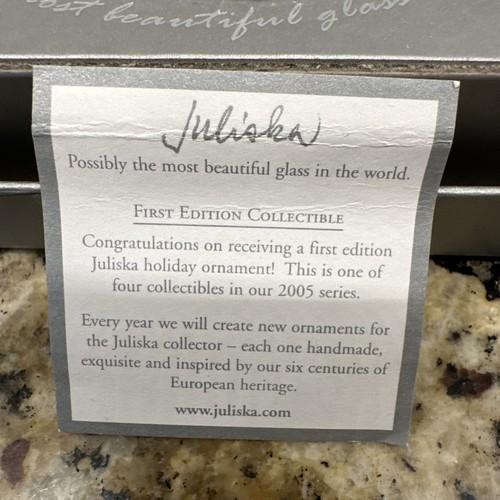 most beautiful glass
Juliska
Possibly the most beautiful glass in the world.
FIRST EDITION COLLECTIBLE
Congratulations on receiving a first edition
Juliska holiday ornament! This is one of
four collectibles in our 2005 series.
Every year we will create new ornaments for
the Juliska collector – each one handmade,
exquisite and inspired by our six centuries of
European heritage.
www.juliska.com